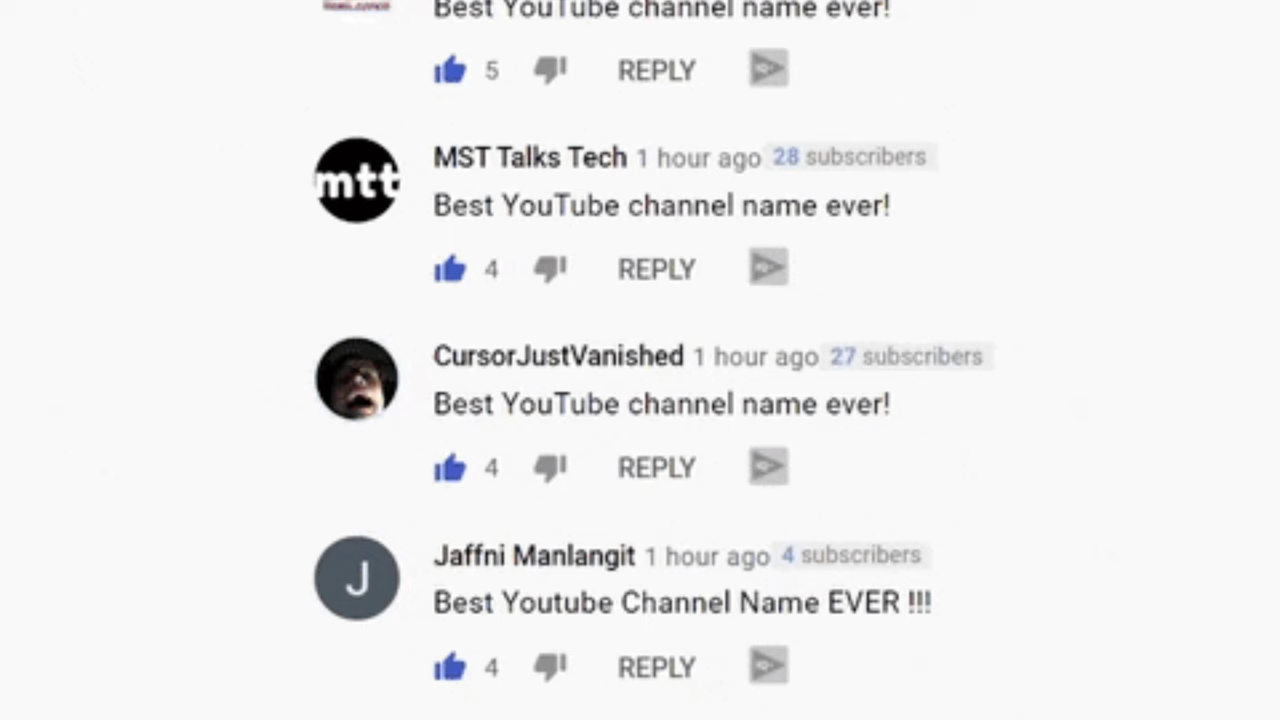 Best YouTube channel name ever!
5 REPLY
mtt
MST Talks Tech 1 hour ago 28 subscribers
Best YouTube channel name ever!
4 REPLY
CursorJustVanished 1 hour ago 27 subscribers
Best YouTube channel name ever!
4 REPLY
J
Jaffni Manlangit 1 hour ago 4 subscribers
Best Youtube Channel Name EVER !!!
4 REPLY